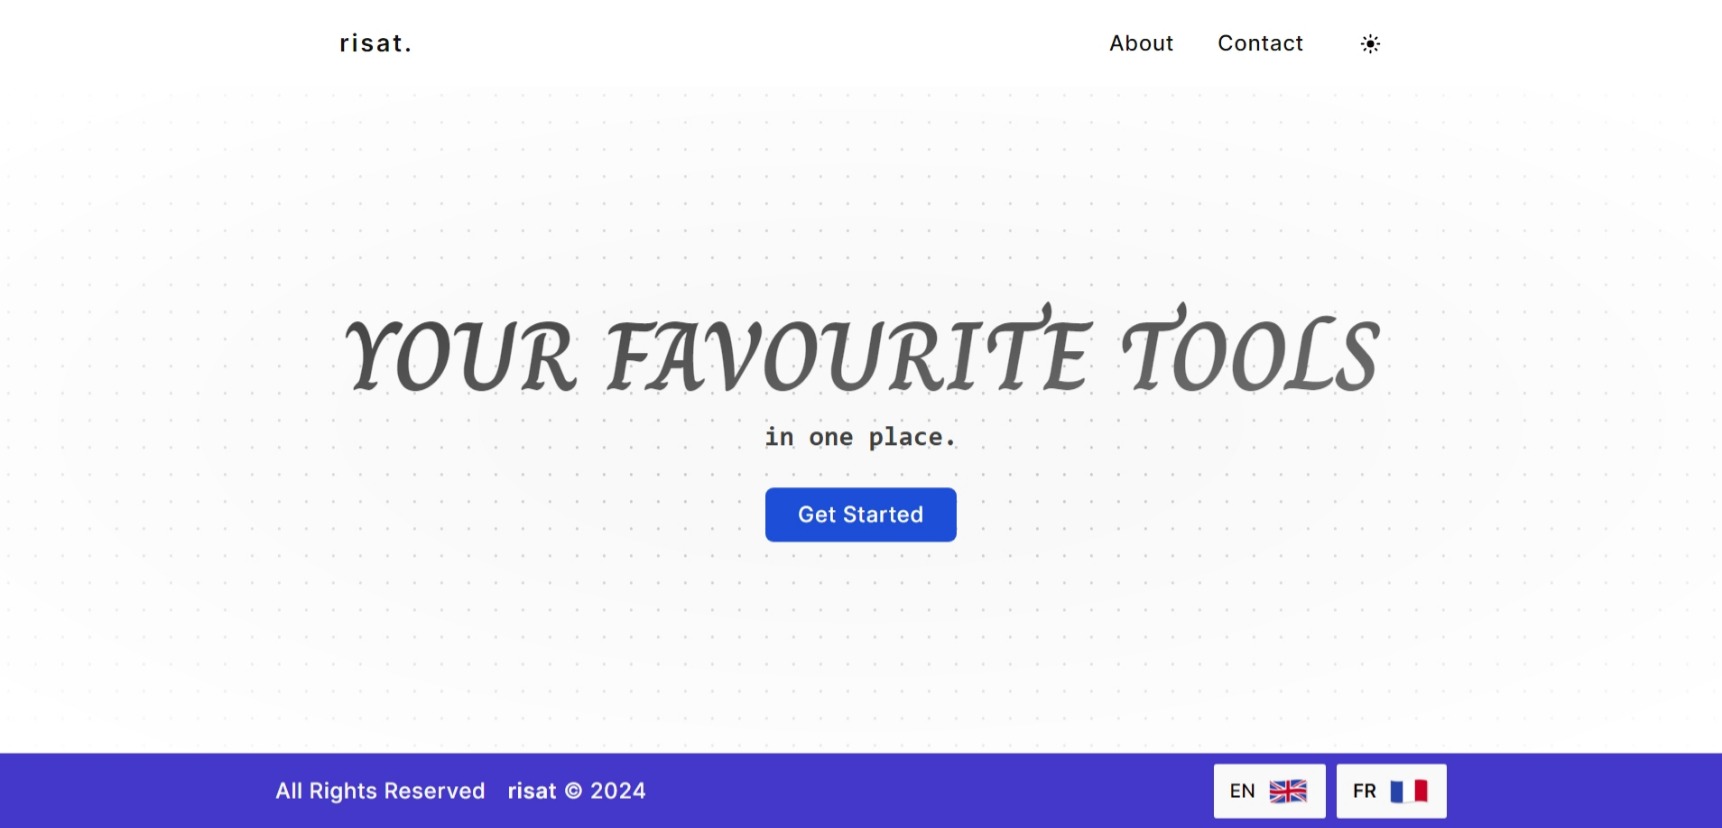 risat. About Contact
YOUR FAVOURITE TOOLS
in one place.
Get Started
All Rights Reserved risat © 2024 EN FR